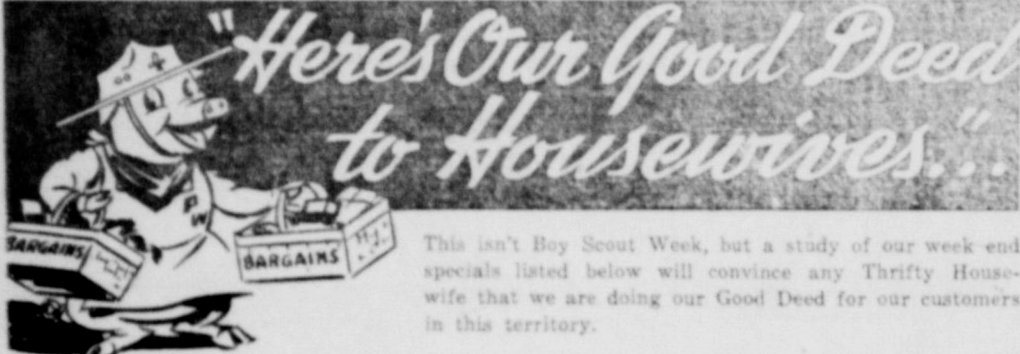 "Here's Our Good Deed
to Housewives"...
BARGAINS
BARGAINS
This isn't Boy Scout Week, but a study of our week-end
specials listed below will convince any Thrifty House-
wife that we are doing our Good Deed for our customers
in this territory.